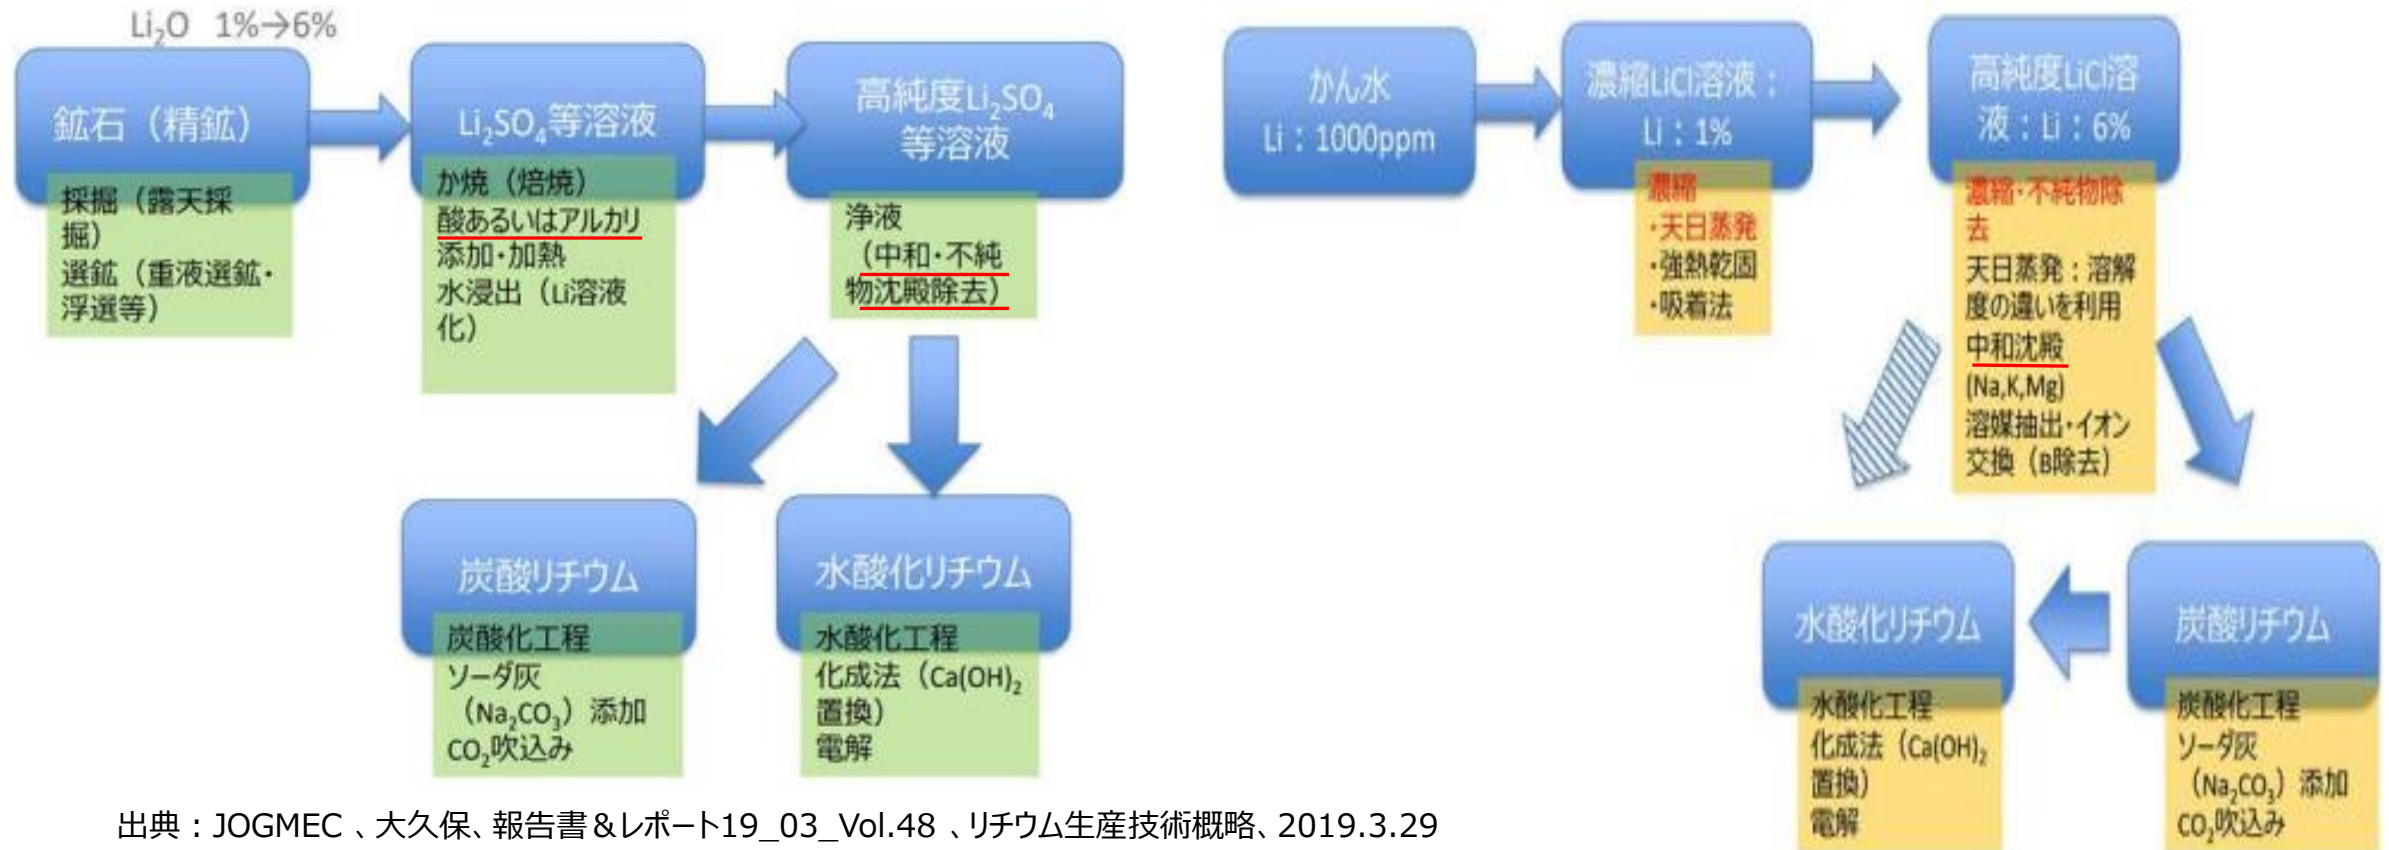 Li₂O 1%→6%
鉱石（精鉱）
採掘（露天採
掘）
選鉱（重液選鉱・
浮選等）
Li₂SO₄等溶液
か焼（焙焼）
酸あるいはアルカリ
添加・加熱
水浸出（Li溶液
化）
高純度Li₂SO₄
等溶液
浄液
（中和・不純
物沈殿除去）
炭酸リチウム
炭酸化工程
ソーダ灰
（Na₂CO₃）添加
CO₂吹込み
水酸化リチウム
水酸化工程
化成法（Ca(OH)₂
置換）
電解
かん水
Li：1000ppm
濃縮LiCl溶液：
Li：1%
濃縮
・天日蒸発
・強熱乾固
・吸着法
高純度LiCl溶
液：Li：6%
濃縮・不純物除
去
天日蒸発：溶解
度の違いを利用
中和沈殿
(Na,K,Mg)
溶媒抽出・イオン
交換（B除去）
水酸化リチウム
水酸化工程
化成法（Ca(OH)₂
置換）
電解
炭酸リチウム
炭酸化工程
ソーダ灰
（Na₂CO₃）添加
CO₂吹込み
出典：JOGMEC 、大久保、報告書＆レポート19_03_Vol.48 、リチウム生産技術概略、2019.3.29